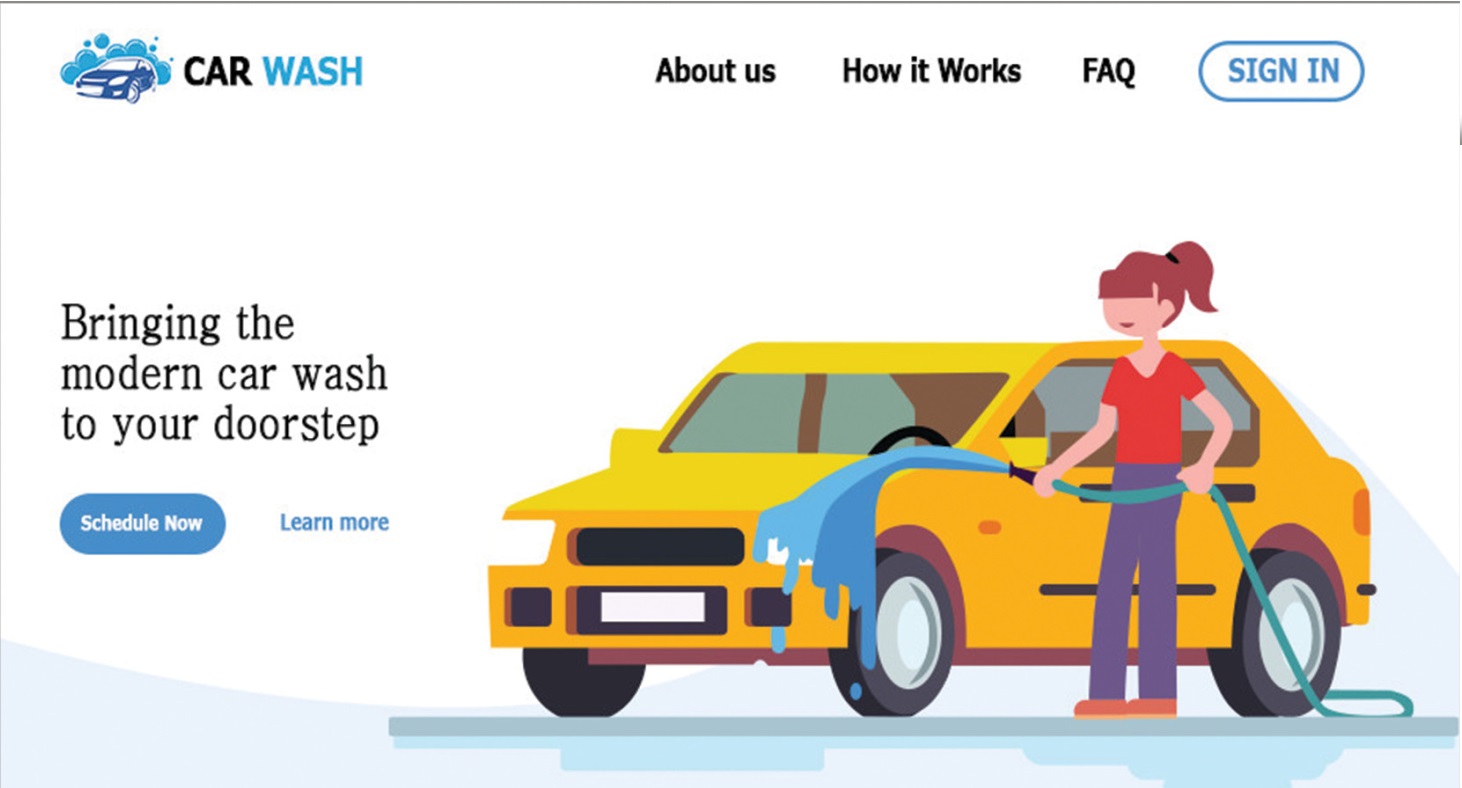 CAR WASH
About us
How it Works
FAQ
SIGN IN
Bringing the
modern car wash
to your doorstep
Schedule Now
Learn more